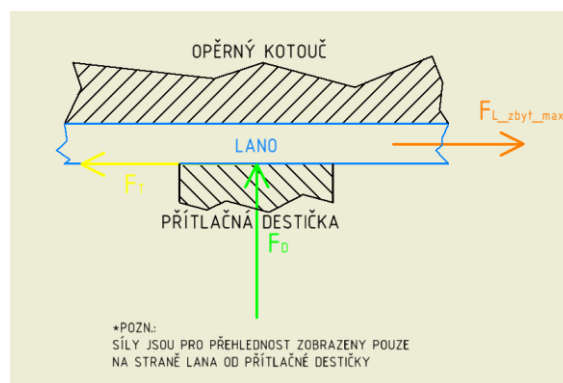 OPĚRNÝ KOTOUČ
F_L_zbyt_max
LANO
F_T
PŘÍTLAČNÁ DESTIČKA
F_D
*POZN.:
SÍLY JSOU PRO PŘEHLEDNOST ZOBRAZENY POUZE
NA STRANĚ LANA OD PŘÍTLAČNÉ DESTIČKY